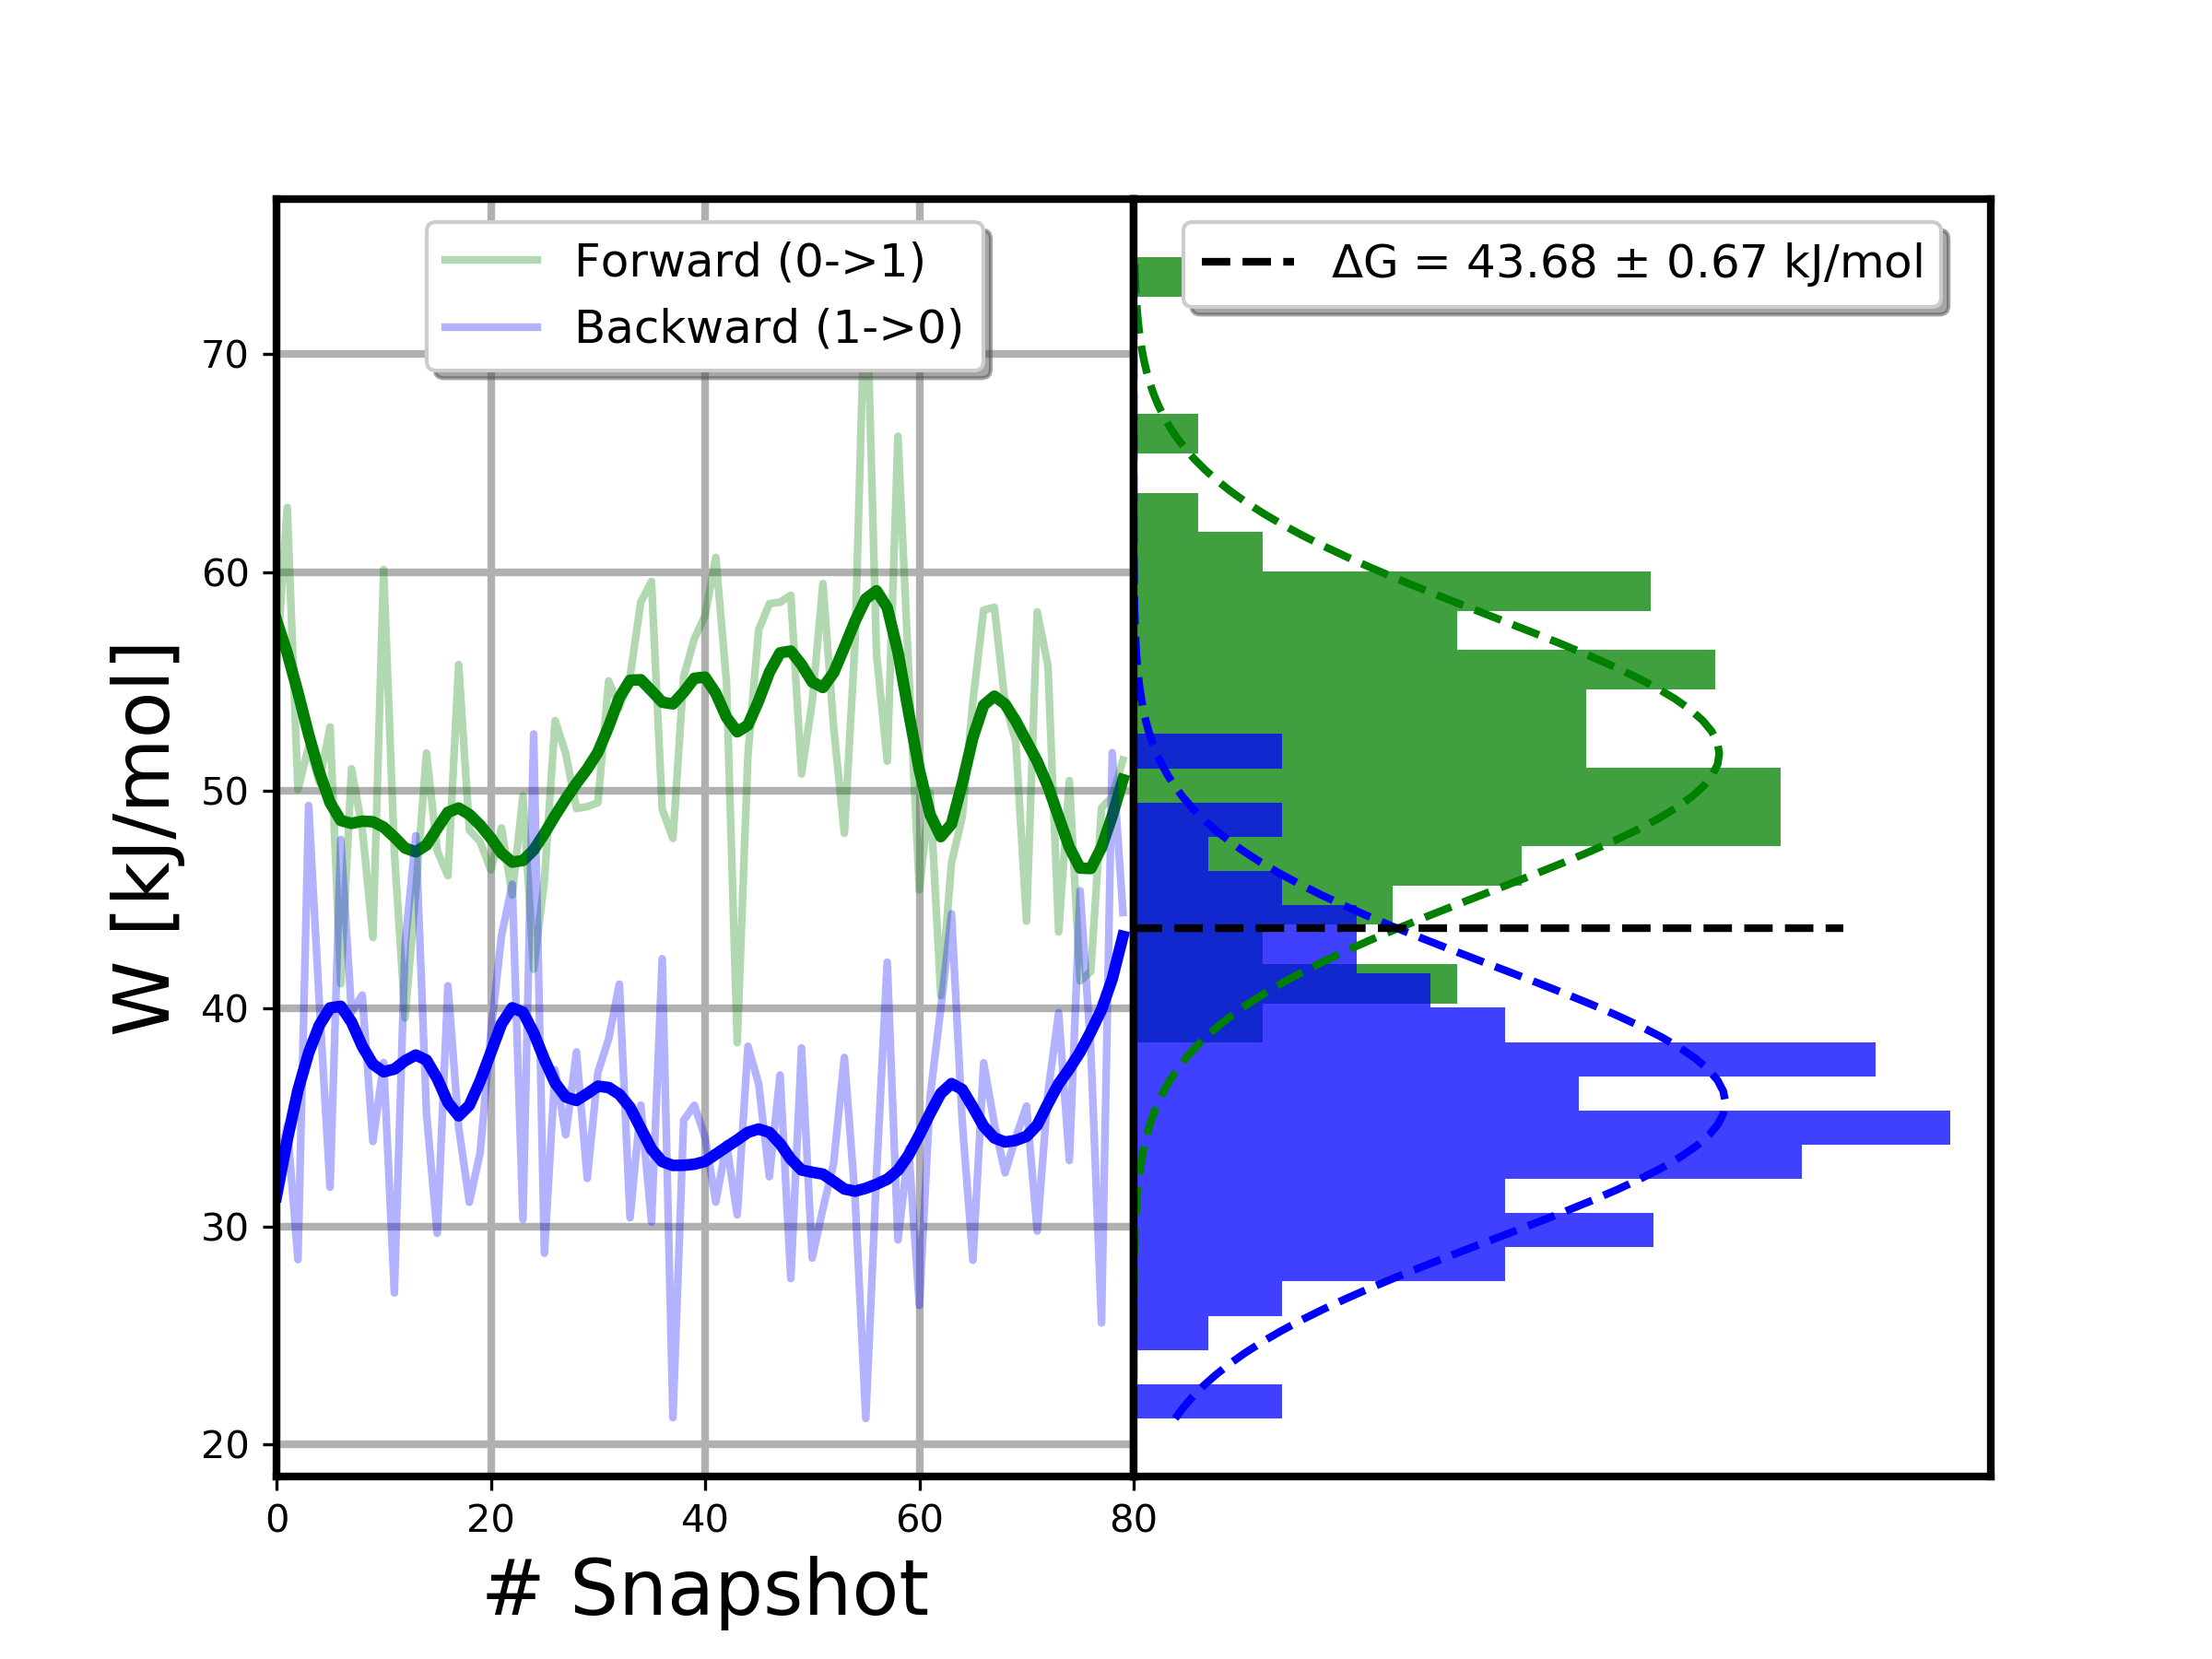 Forward (0->1)
Backward (1->0)
ΔG = 43.68 ± 0.67 kJ/mol
W [kJ/mol]
70
60
50
40
30
20
0 20 40 60 80
# Snapshot